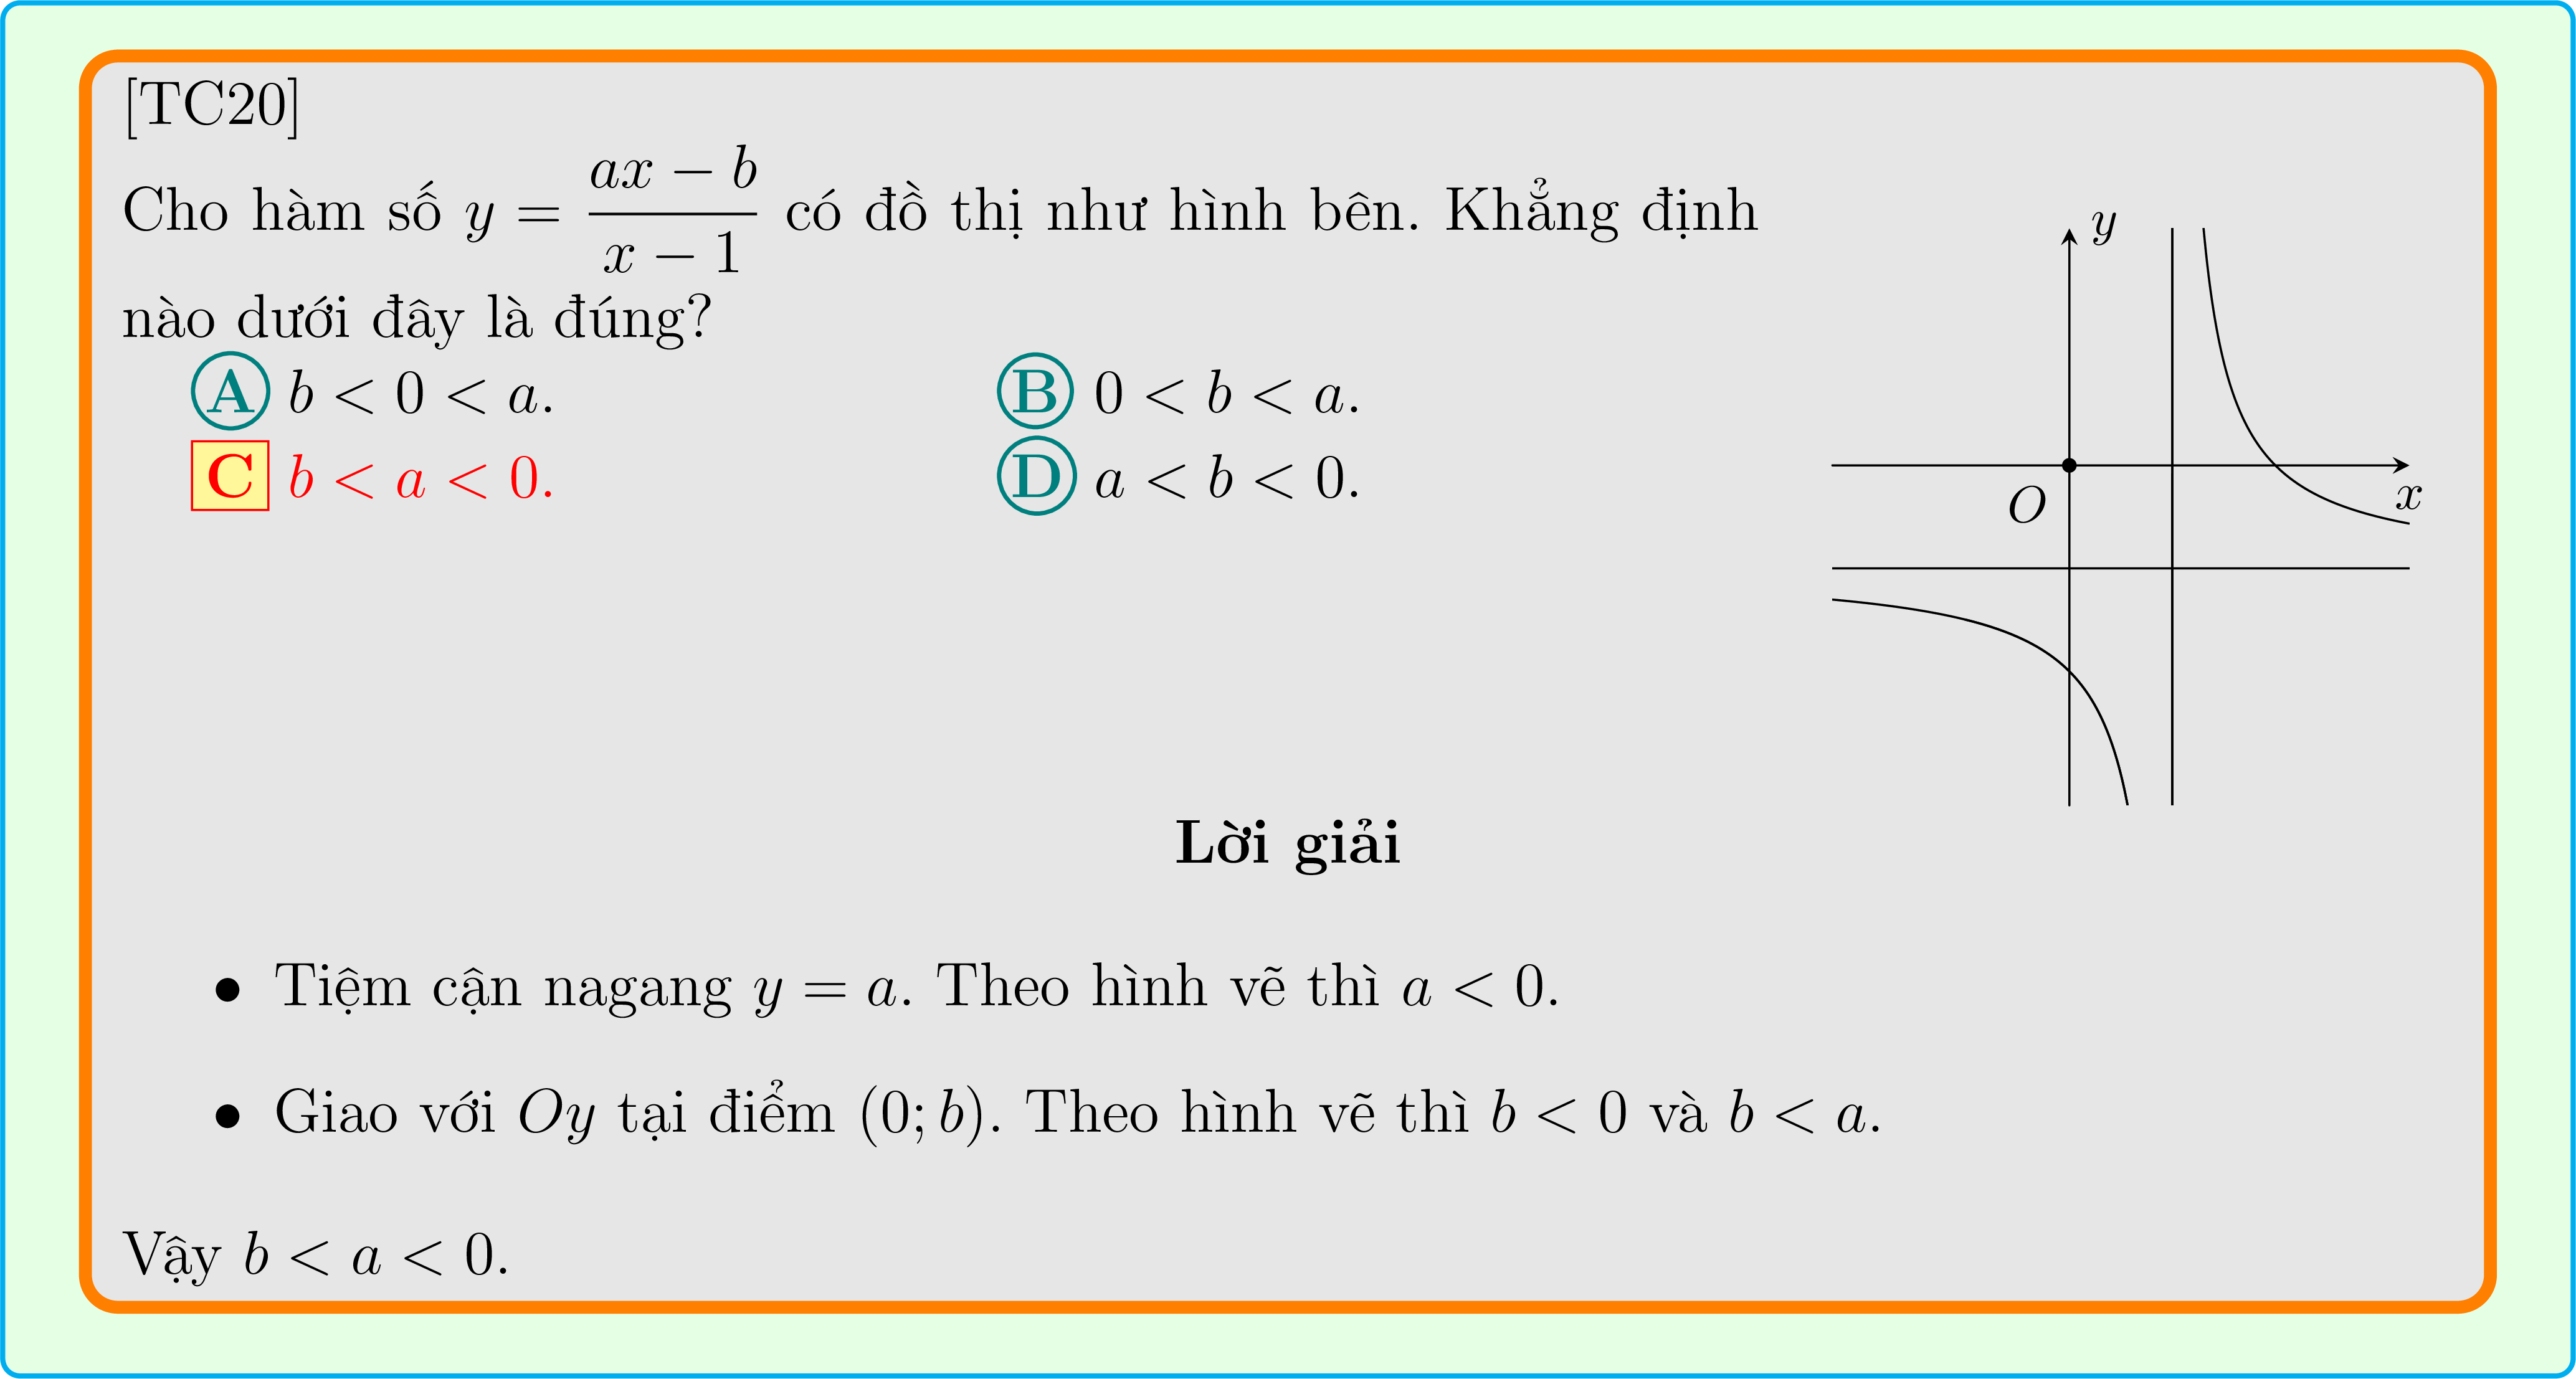 [TC20]
Cho hàm số y = (ax − b)/(x − 1) có đồ thị như hình bên. Khẳng định
nào dưới đây là đúng?
A b < 0 < a.
B 0 < b < a.
C b < a < 0.
D a < b < 0.
y
x
O
Lời giải
• Tiệm cận nagang y = a. Theo hình vẽ thì a < 0.
• Giao với Oy tại điểm (0; b). Theo hình vẽ thì b < 0 và b < a.
Vậy b < a < 0.